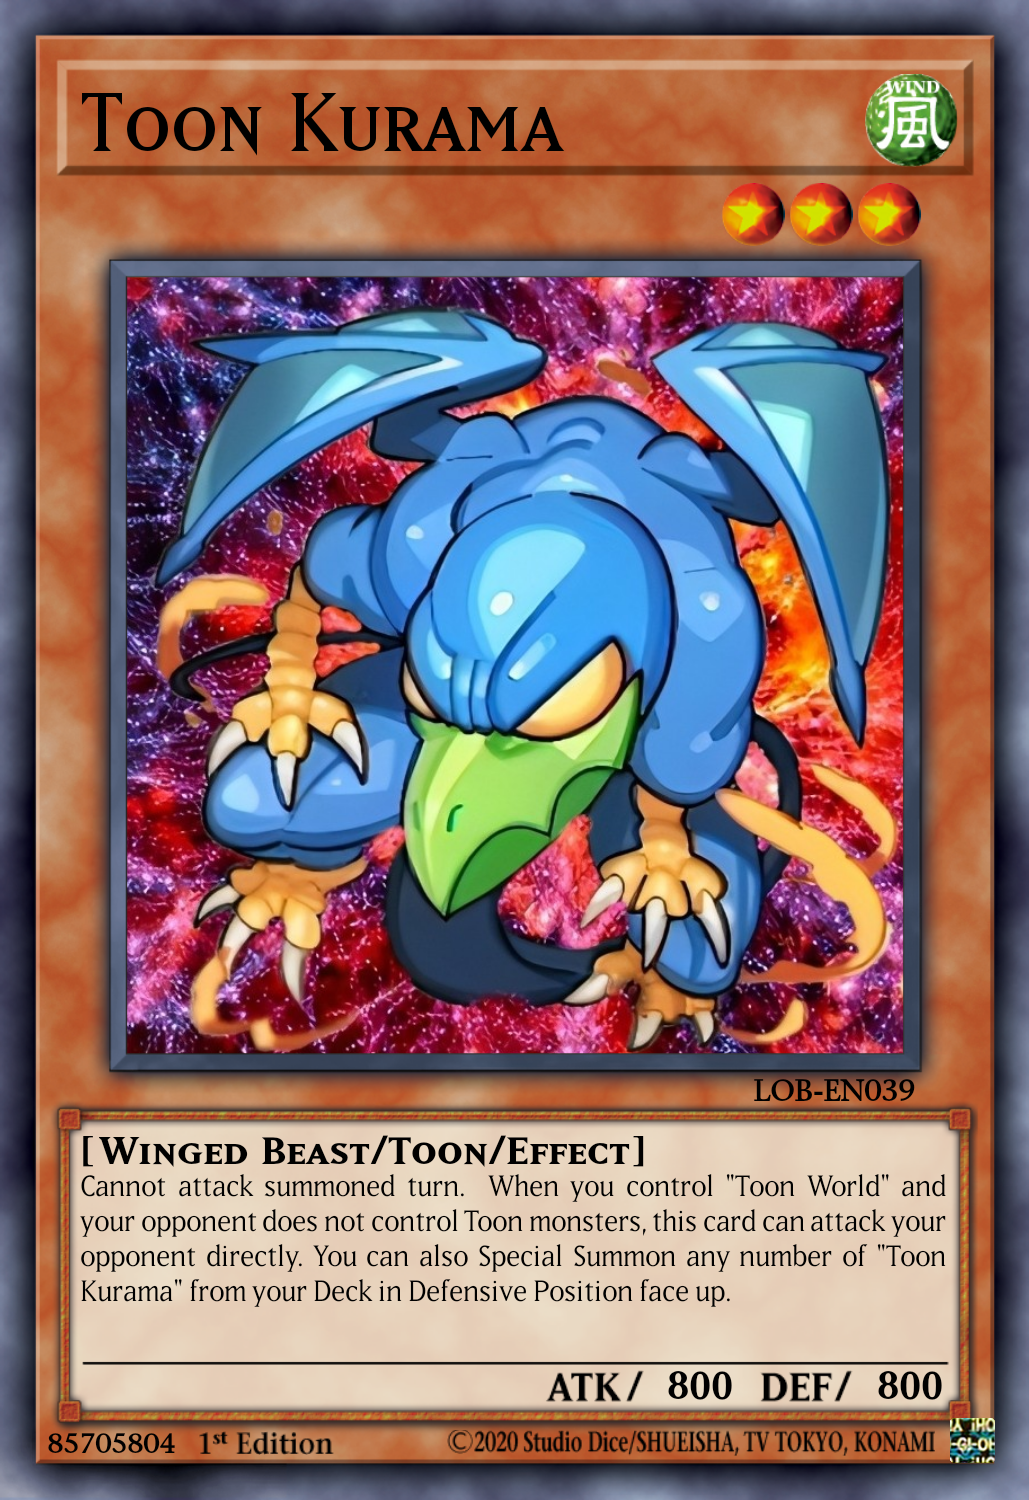 Toon Kurama
WIND
風
LOB-EN039
[Winged Beast/Toon/Effect]
Cannot attack summoned turn. When you control "Toon World" and
your opponent does not control Toon monsters, this card can attack your
opponent directly. You can also Special Summon any number of "Toon
Kurama" from your Deck in Defensive Position face up.
ATK/ 800 DEF/ 800
85705804 1st Edition ©2020 Studio Dice/SHUEISHA, TV TOKYO, KONAMI